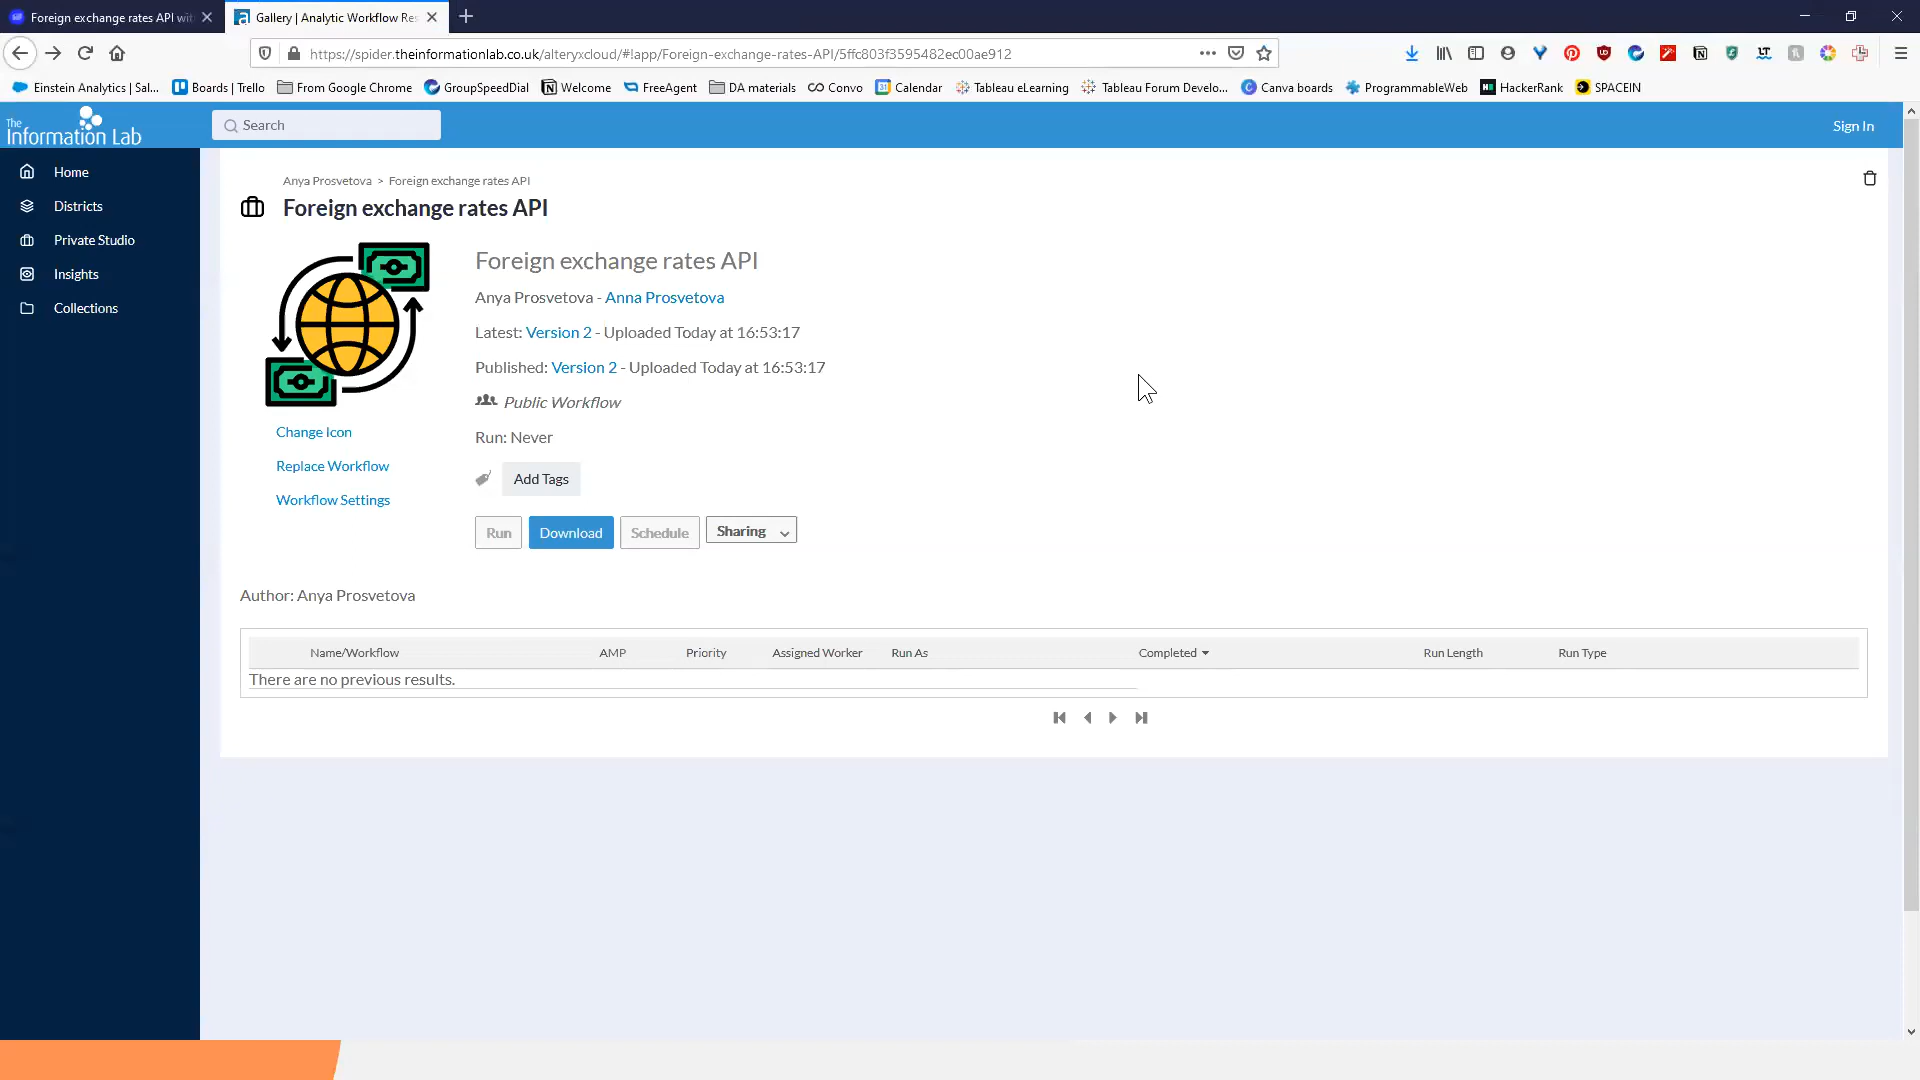 Foreign exchange rates API wit
Gallery | Analytic Workflow Res
https://spider.theinformationlab.co.uk/alteryxcloud/#!app/Foreign-exchange-rates-API/5ffc803f3595482ec00ae912
Einstein Analytics | Sal...
Boards | Trello
From Google Chrome
GroupSpeedDial
Welcome
FreeAgent
DA materials
Convo
Calendar
Tableau eLearning
Tableau Forum Develo...
Canva boards
ProgrammableWeb
HackerRank
SPACEIN
The
Information Lab
Search
Sign In
Home
Districts
Private Studio
Insights
Collections
Anya Prosvetova > Foreign exchange rates API
Foreign exchange rates API
Foreign exchange rates API
Anya Prosvetova - Anna Prosvetova
Latest: Version 2 - Uploaded Today at 16:53:17
Published: Version 2 - Uploaded Today at 16:53:17
Public Workflow
Run: Never
Add Tags
Change Icon
Replace Workflow
Workflow Settings
Run
Download
Schedule
Sharing
Author: Anya Prosvetova
Name/Workflow AMP Priority Assigned Worker Run As Completed Run Length Run Type
There are no previous results.